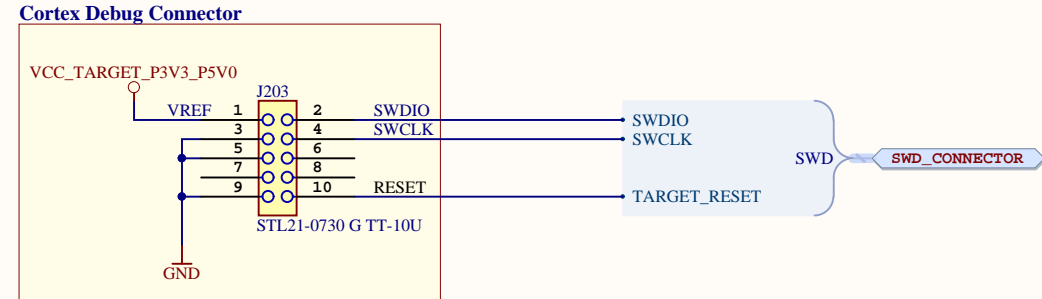 Cortex Debug Connector
VCC_TARGET_P3V3_P5V0
J203
VREF 1 2 SWDIO
3 4 SWCLK
5 6
7 8
9 10 RESET
STL21-0730 G TT-10U
GND
SWDIO
SWCLK
SWD
TARGET_RESET
SWD_CONNECTOR